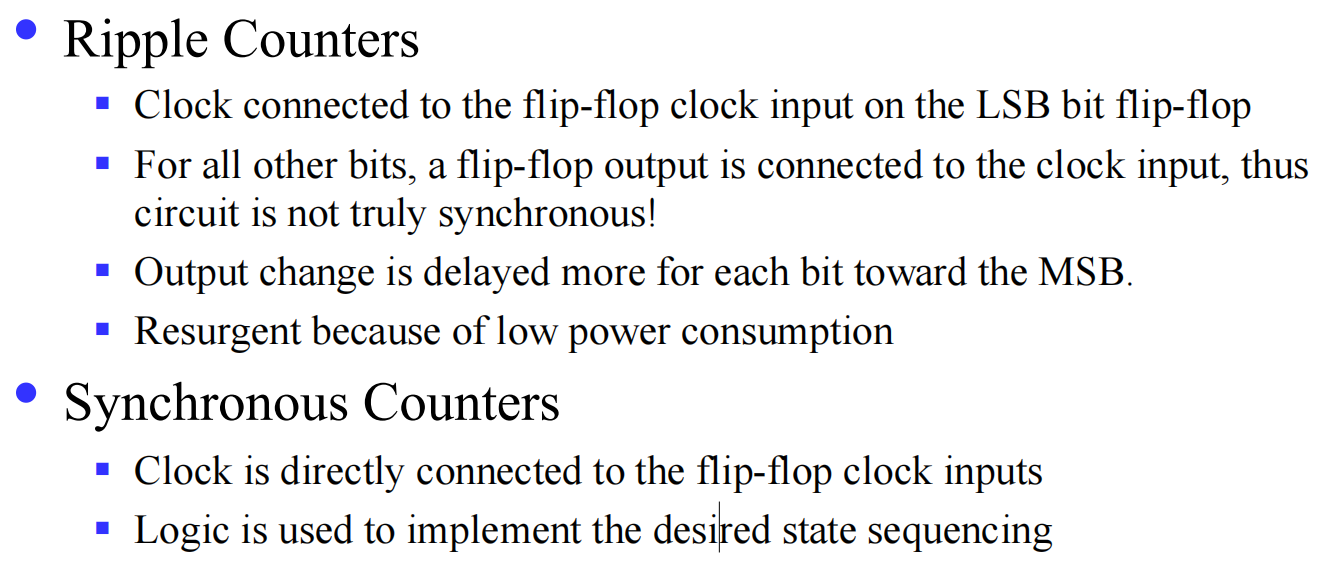 Ripple Counters
Clock connected to the flip-flop clock input on the LSB bit flip-flop
For all other bits, a flip-flop output is connected to the clock input, thus
circuit is not truly synchronous!
Output change is delayed more for each bit toward the MSB.
Resurgent because of low power consumption
Synchronous Counters
Clock is directly connected to the flip-flop clock inputs
Logic is used to implement the desired state sequencing